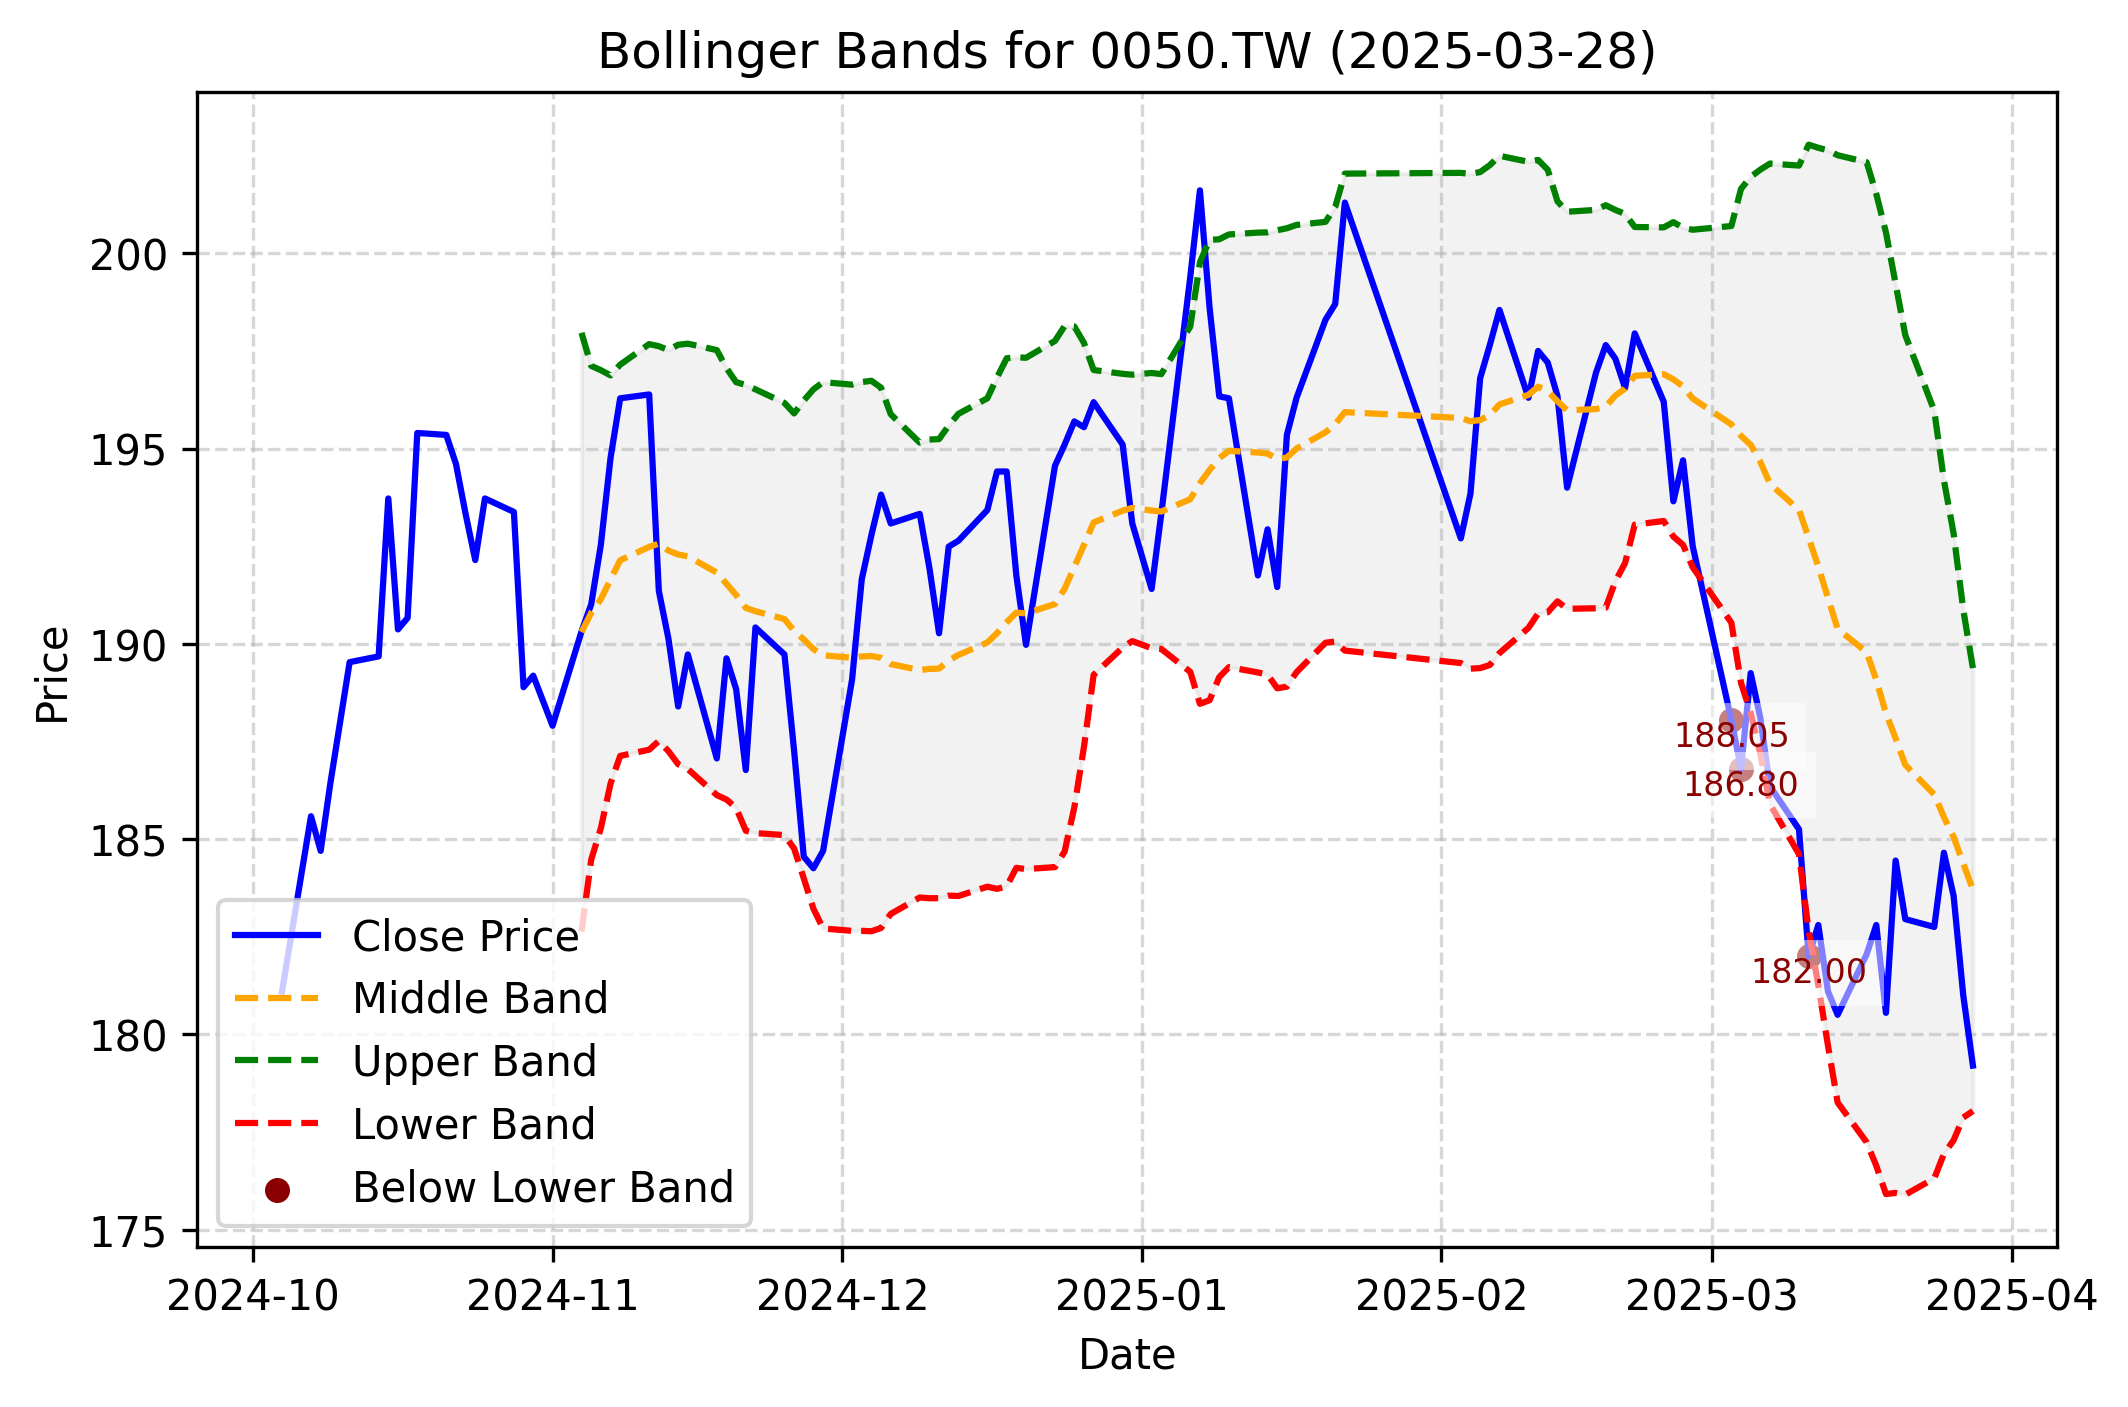 Bollinger Bands for 0050.TW (2025-03-28)
Price
200
195
190
185
180
175
188.05
186.80
182.00
Close Price
Middle Band
Upper Band
Lower Band
Below Lower Band
2024-10 2024-11 2024-12 2025-01 2025-02 2025-03 2025-04
Date